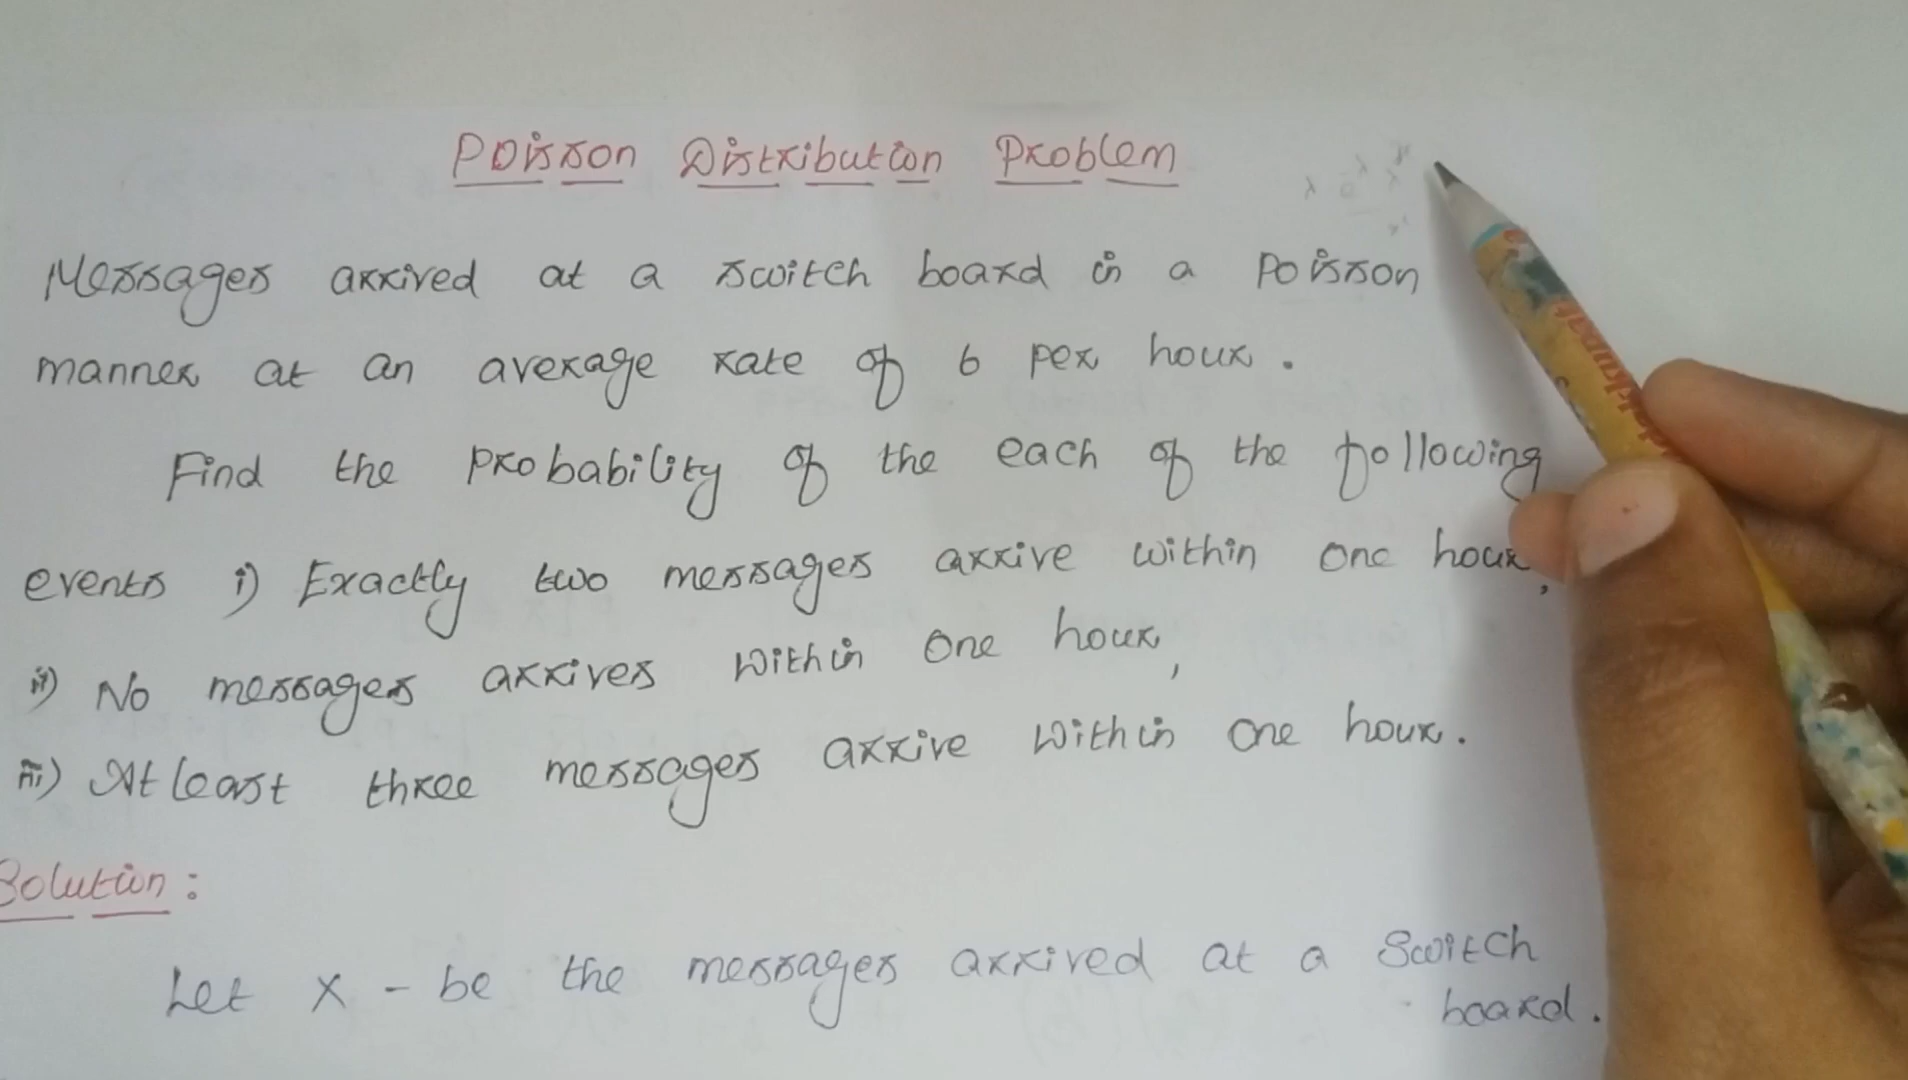 Poisson Distribution Problem
Messages arrived at a switch board in a Poisson
manner at an average rate of 6 per hour.
Find the probability of the each of the following
events i) Exactly two messages arrive within one hour,
ii) No messages arrives within one hour,
iii) At least three messages arrive within one hour.
Solution:
Let X - be the messages arrived at a switch
board.